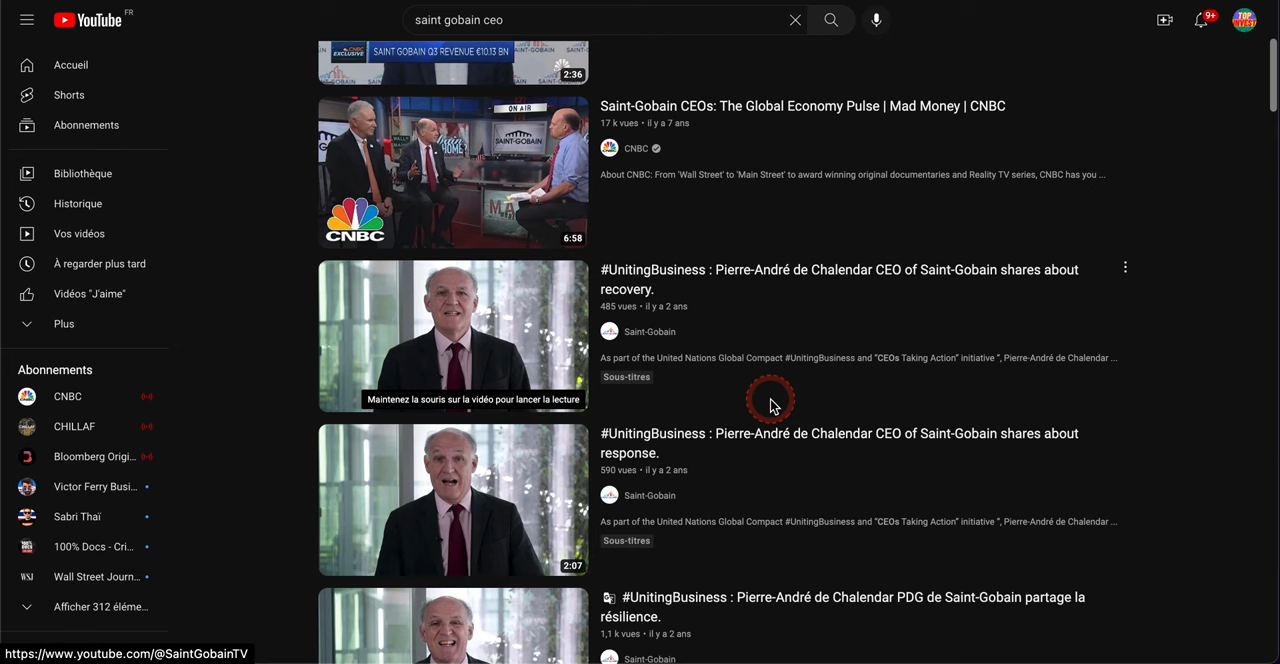 YouTube FR
saint gobain ceo
9+
TOP
INVEST
Accueil
Shorts
Abonnements
Bibliothèque
Historique
Vos vidéos
À regarder plus tard
Vidéos "J'aime"
Plus
Abonnements
CNBC
CHILLAF
Bloomberg Origi...
Victor Ferry Busi...
Sabri Thaï
100% Docs - Cri...
Wall Street Journ...
Afficher 312 éléme...
https://www.youtube.com/@SaintGobainTV
CNBC
EXCLUSIVE
SAINT GOBAIN Q3 REVENUE €10.13 BN
2:36
ON AIR
SAINT-GOBAIN
CNBC
6:58
Saint-Gobain CEOs: The Global Economy Pulse | Mad Money | CNBC
17 k vues • il y a 7 ans
CNBC
About CNBC: From 'Wall Street' to 'Main Street' to award winning original documentaries and Reality TV series, CNBC has you ...
Maintenez la souris sur la vidéo pour lancer la lecture
#UnitingBusiness : Pierre-André de Chalendar CEO of Saint-Gobain shares about
recovery.
485 vues • il y a 2 ans
Saint-Gobain
As part of the United Nations Global Compact #UnitingBusiness and “CEOs Taking Action” initiative ”, Pierre-André de Chalendar ...
Sous-titres
2:07
#UnitingBusiness : Pierre-André de Chalendar CEO of Saint-Gobain shares about
response.
590 vues • il y a 2 ans
Saint-Gobain
As part of the United Nations Global Compact #UnitingBusiness and “CEOs Taking Action” initiative ”, Pierre-André de Chalendar ...
Sous-titres
#UnitingBusiness : Pierre-André de Chalendar PDG de Saint-Gobain partage la
résilience.
1,1 k vues • il y a 2 ans
Saint-Gobain